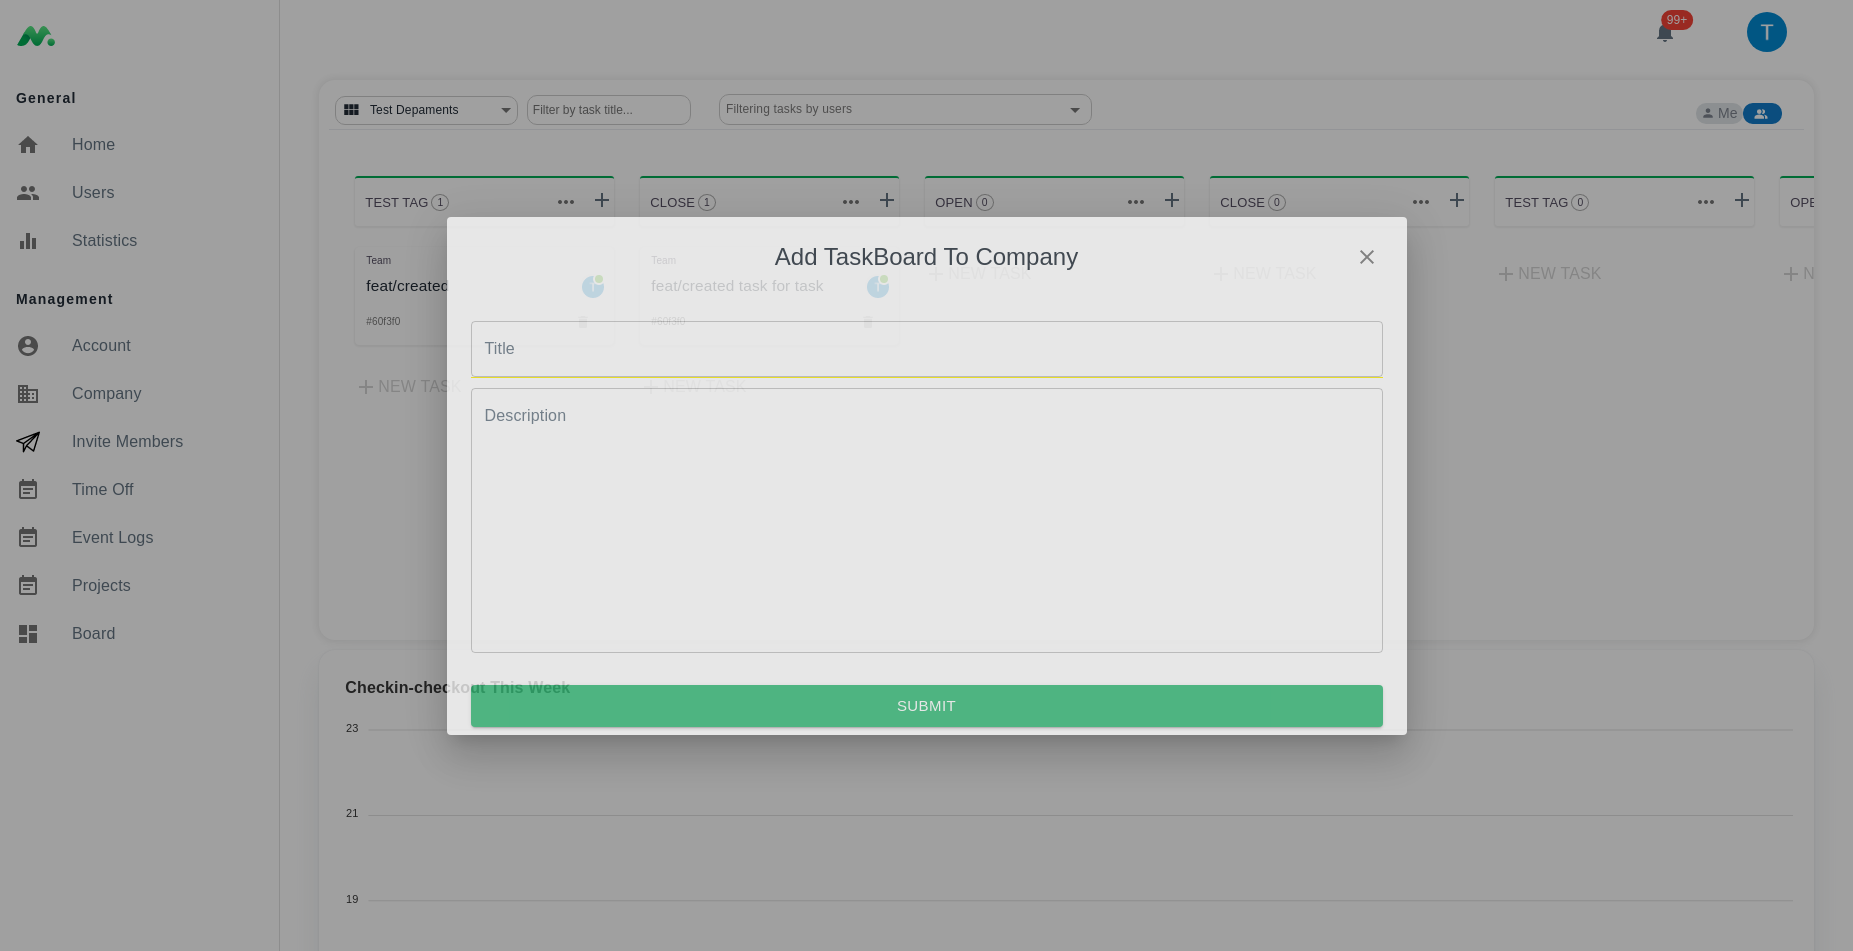 99+
T
General
Home
Users
Statistics
Management
Account
Company
Invite Members
Time Off
Event Logs
Projects
Board
Test Depaments
Filter by task title...
Filtering tasks by users
Me
TEST TAG 1
CLOSE 1
OPEN 0
CLOSE 0
TEST TAG 0
OPE
Team
feat/created
#60f3f0
NEW TASK
Team
feat/created task for task
#60f3f0
NEW TASK
NEW TASK
NEW TASK
NEW TASK
N
Add TaskBoard To Company
Title
Description
SUBMIT
Checkin-checkout This Week
23
21
19